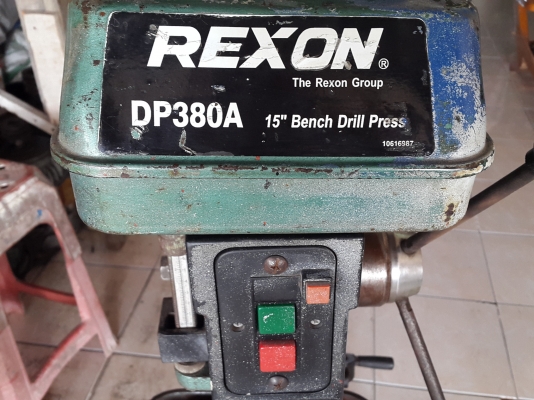 REXON®
The Rexon Group
DP380A 15" Bench Drill Press
10616987